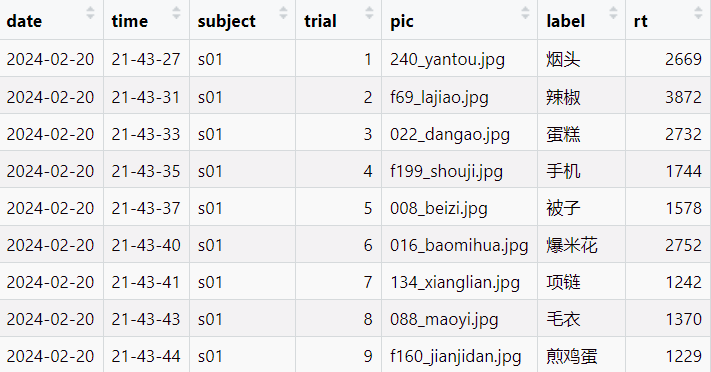 date time subject trial pic label rt
2024-02-20 21-43-27 s01 1 240_yantou.jpg 烟头 2669
2024-02-20 21-43-31 s01 2 f69_lajiao.jpg 辣椒 3872
2024-02-20 21-43-33 s01 3 022_dangao.jpg 蛋糕 2732
2024-02-20 21-43-35 s01 4 f199_shouji.jpg 手机 1744
2024-02-20 21-43-37 s01 5 008_beizi.jpg 被子 1578
2024-02-20 21-43-40 s01 6 016_baomihua.jpg 爆米花 2752
2024-02-20 21-43-41 s01 7 134_xianglian.jpg 项链 1242
2024-02-20 21-43-43 s01 8 088_maoyi.jpg 毛衣 1370
2024-02-20 21-43-44 s01 9 f160_jianjidan.jpg 煎鸡蛋 1229